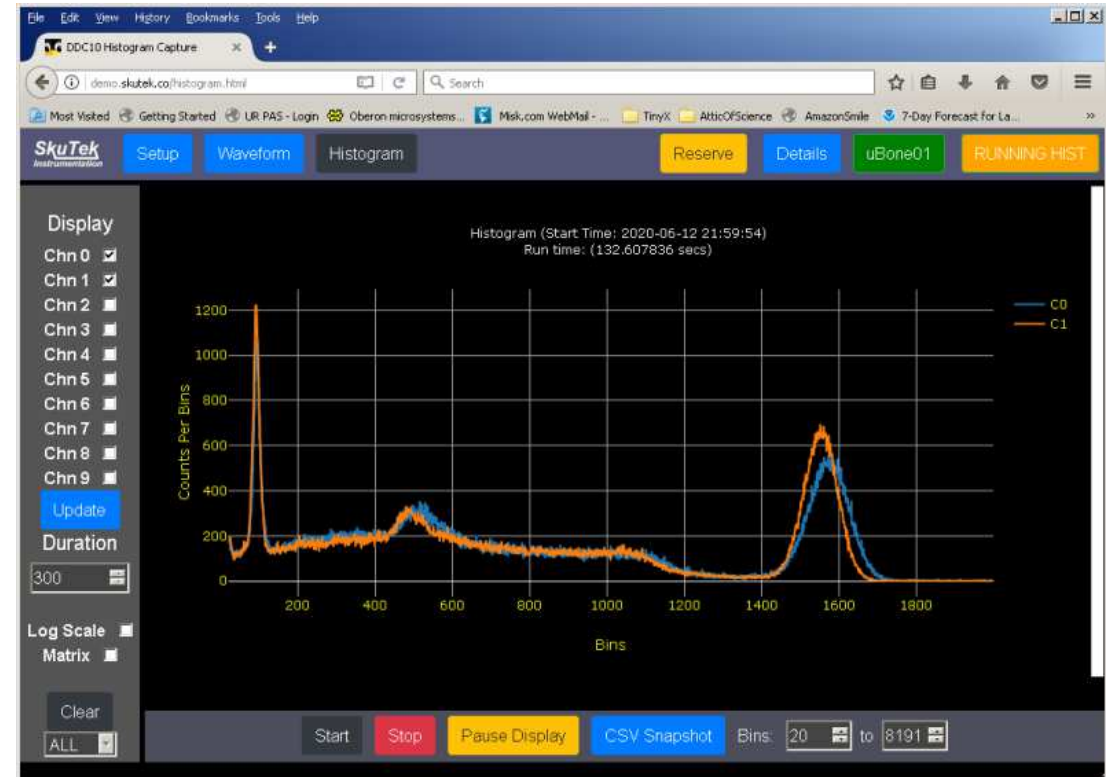 File Edit View History Bookmarks Tools Help
DDC10 Histogram Capture
demo.skutek.co/histogram.html Search
Most Visited Getting Started UR PAS - Login Oberon microsystems... Misk.com WebMail - ... TinyX AtticOfScience AmazonSmile 7-Day Forecast for La...
SkuTek Setup Waveform Histogram Reserve Details uBone01 RUNNING HIST
Instrumentation
Display
Chn 0
Chn 1
Chn 2
Chn 3
Chn 4
Chn 5
Chn 6
Chn 7
Chn 8
Chn 9
Update
Duration
300
Log Scale
Matrix
Clear
ALL
Histogram (Start Time: 2020-06-12 21:59:54)
Run time: (132.607836 secs)
C0
C1
Counts Per Bins
1200
1000
800
600
400
200
0
200 400 600 800 1000 1200 1400 1600 1800
Bins
Start Stop Pause Display CSV Snapshot Bins: 20 to 8191